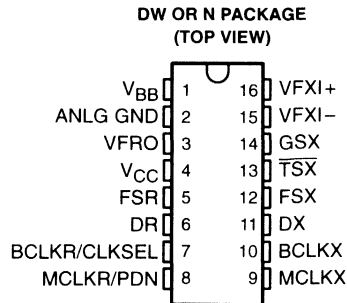 DW OR N PACKAGE
(TOP VIEW)
VBB 1 16 VFXI+
ANLG GND 2 15 VFXI−
VFRO 3 14 GSX
VCC 4 13 TSX
FSR 5 12 FSX
DR 6 11 DX
BCLKR/CLKSEL 7 10 BCLKX
MCLKR/PDN 8 9 MCLKX